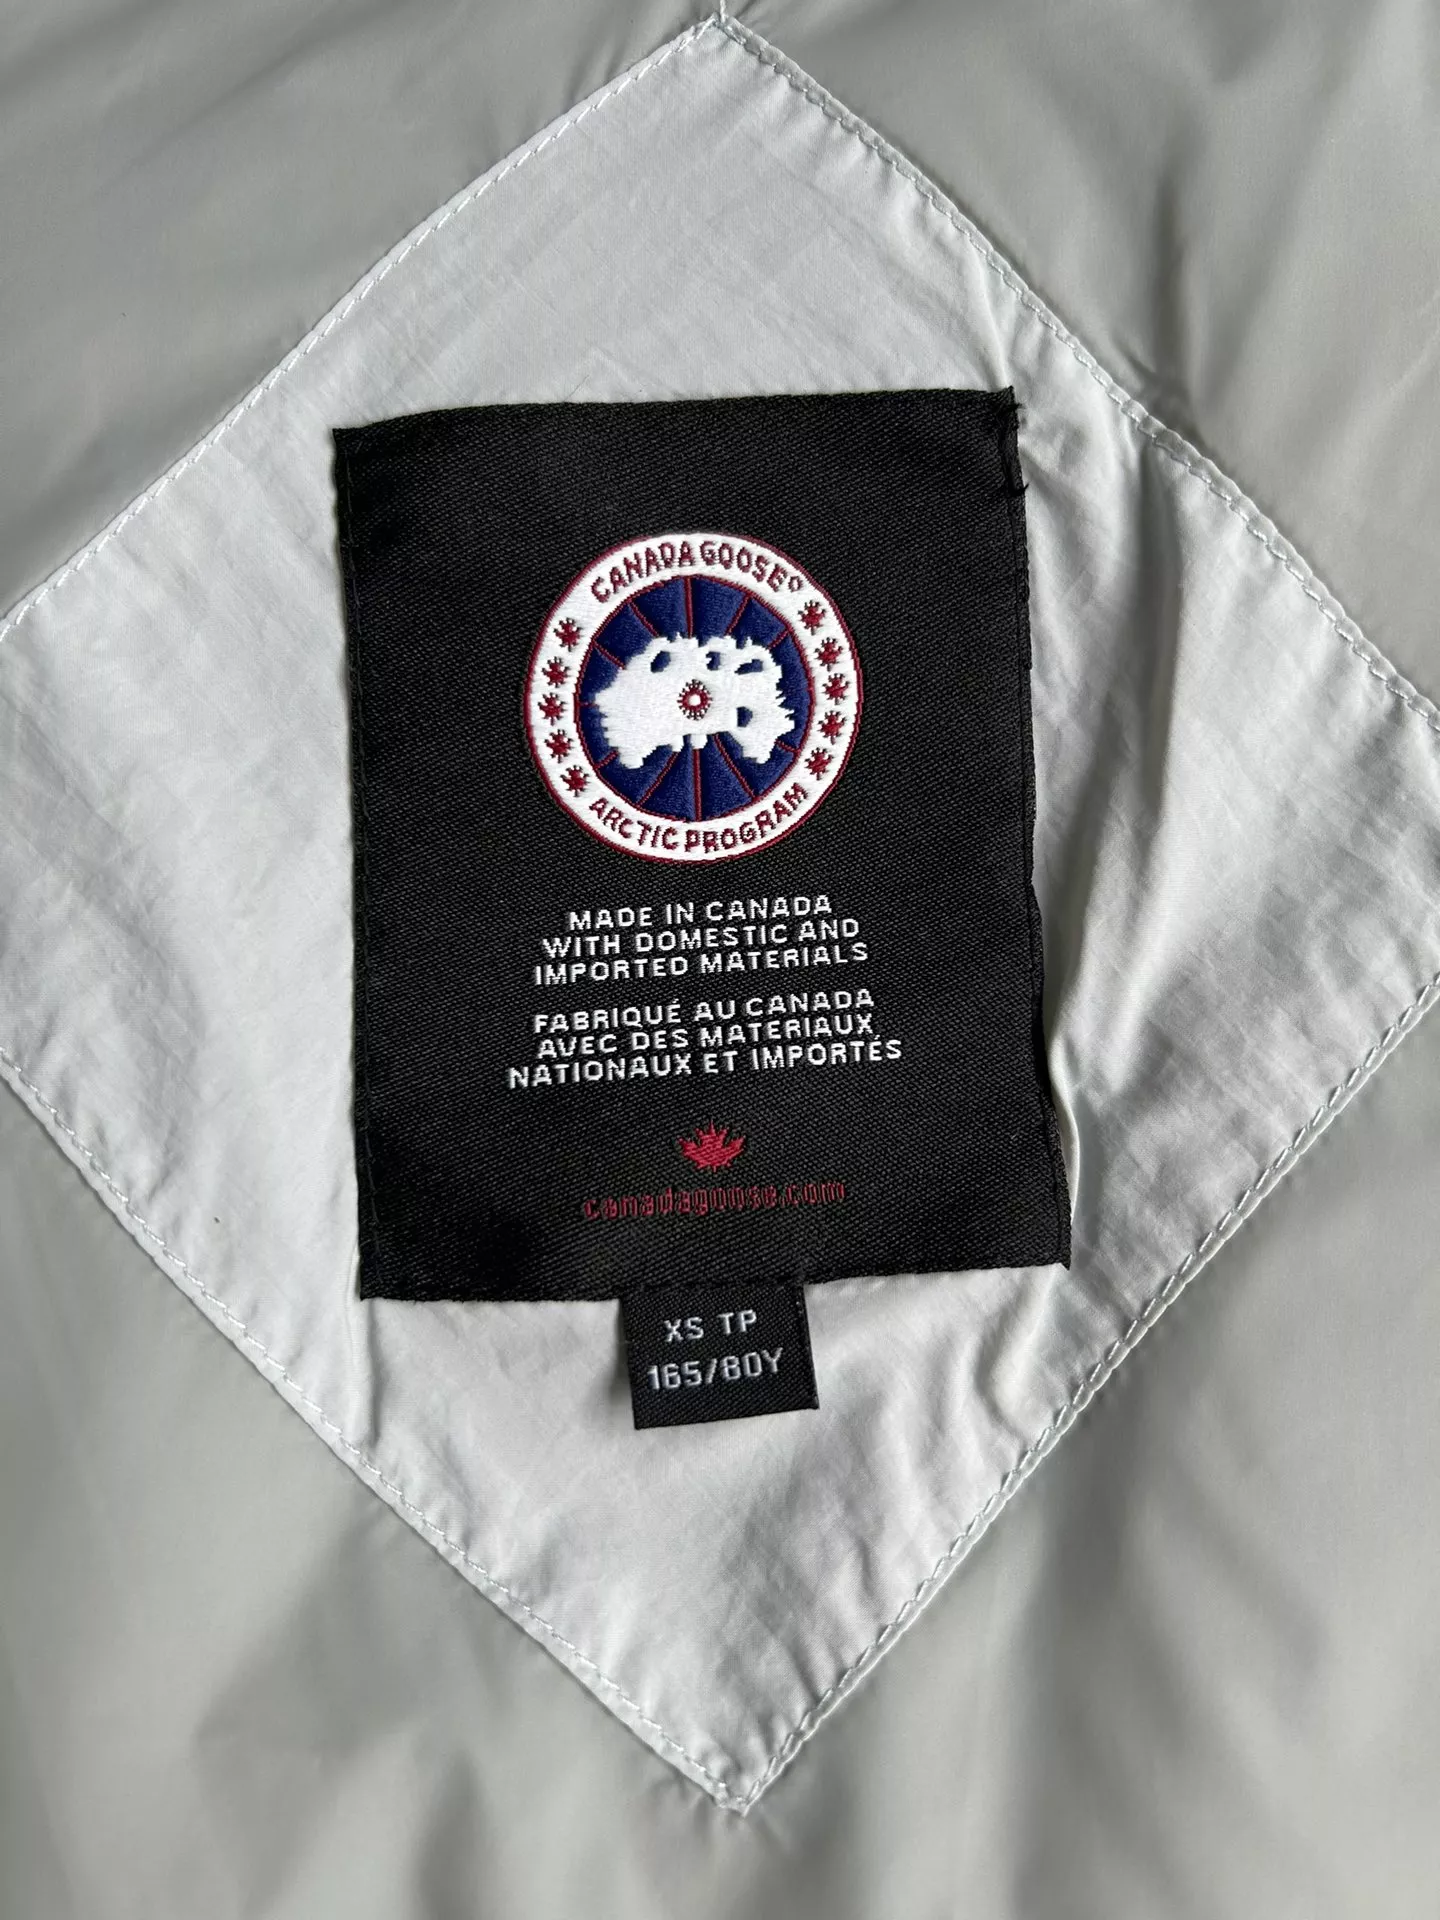 CANADA GOOSE
ARCTIC PROGRAM
MADE IN CANADA
WITH DOMESTIC AND
IMPORTED MATERIALS
FABRIQUÉ AU CANADA
AVEC DES MATERIAUX
NATIONAUX ET IMPORTÉS
canadagoose.com
XS TP
165/80Y